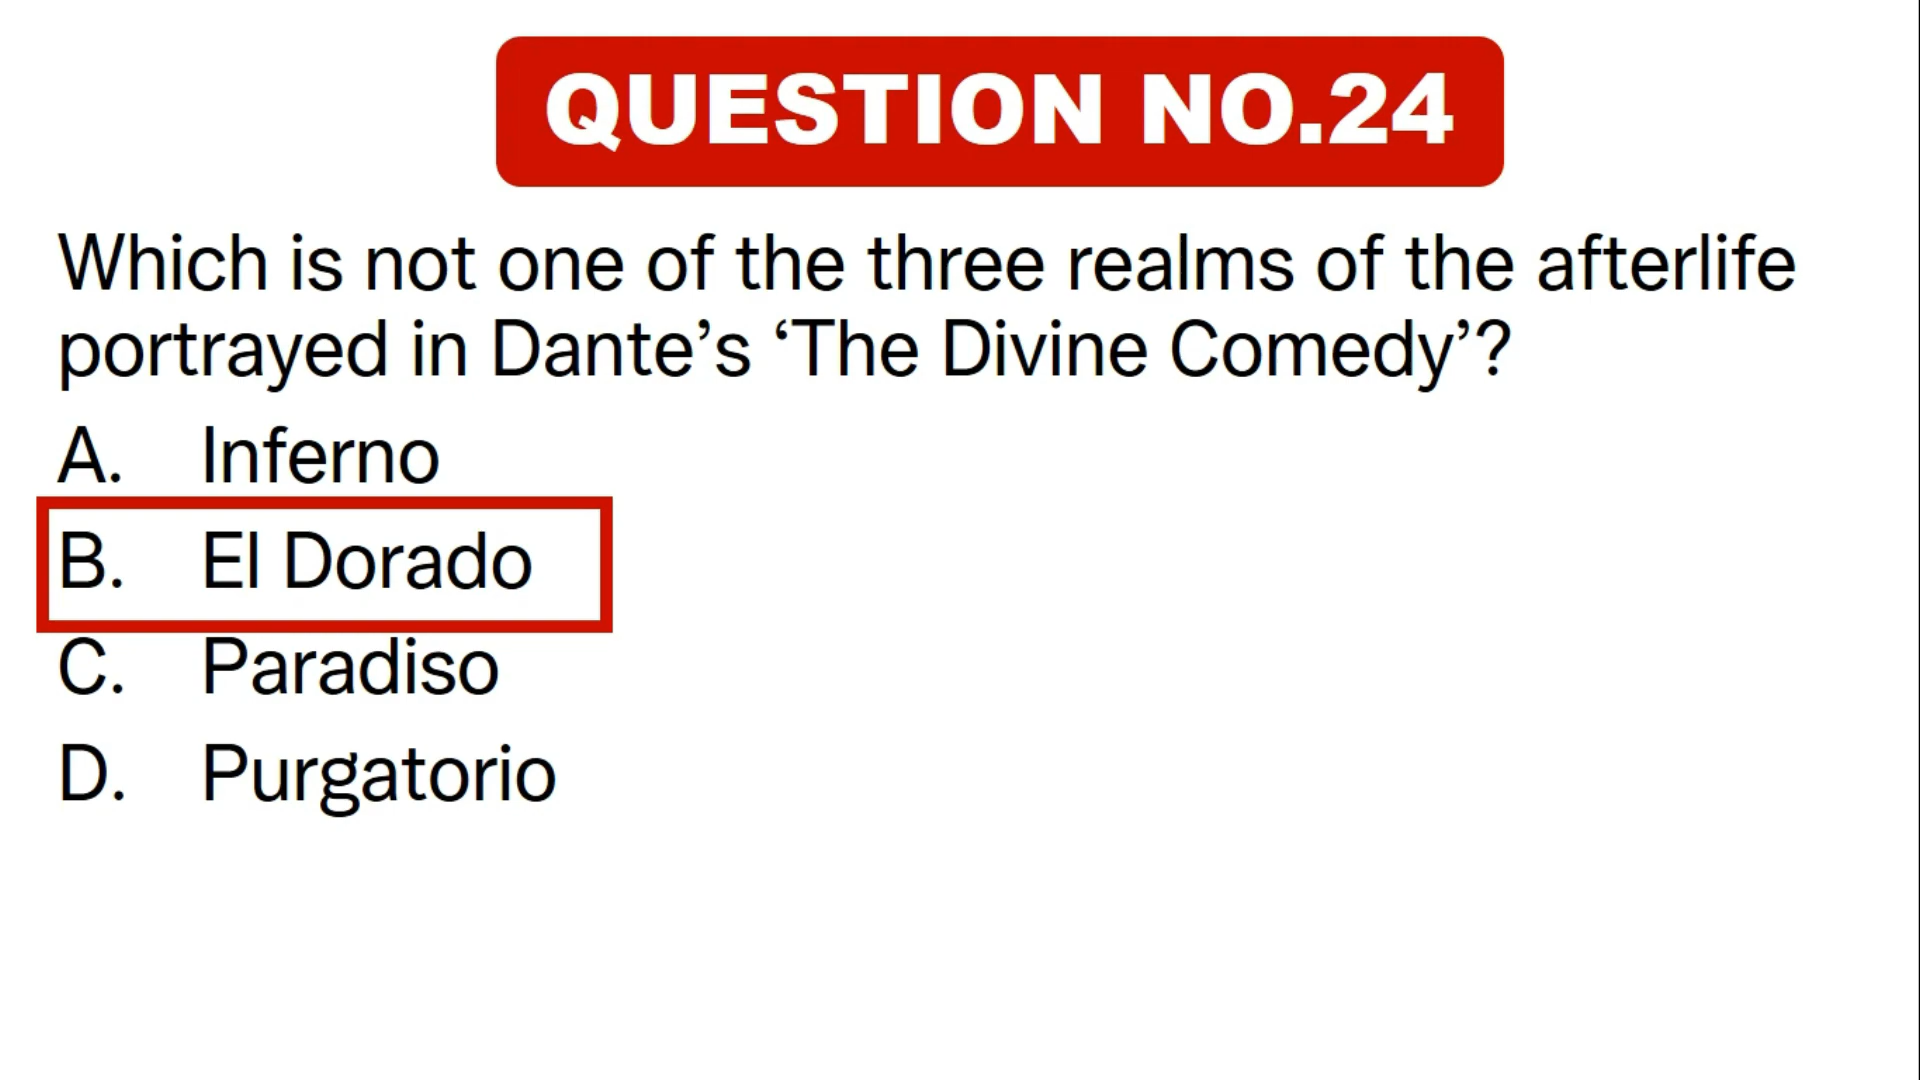 QUESTION NO.24
Which is not one of the three realms of the afterlife
portrayed in Dante’s ‘The Divine Comedy’?
A. Inferno
B. El Dorado
C. Paradiso
D. Purgatorio